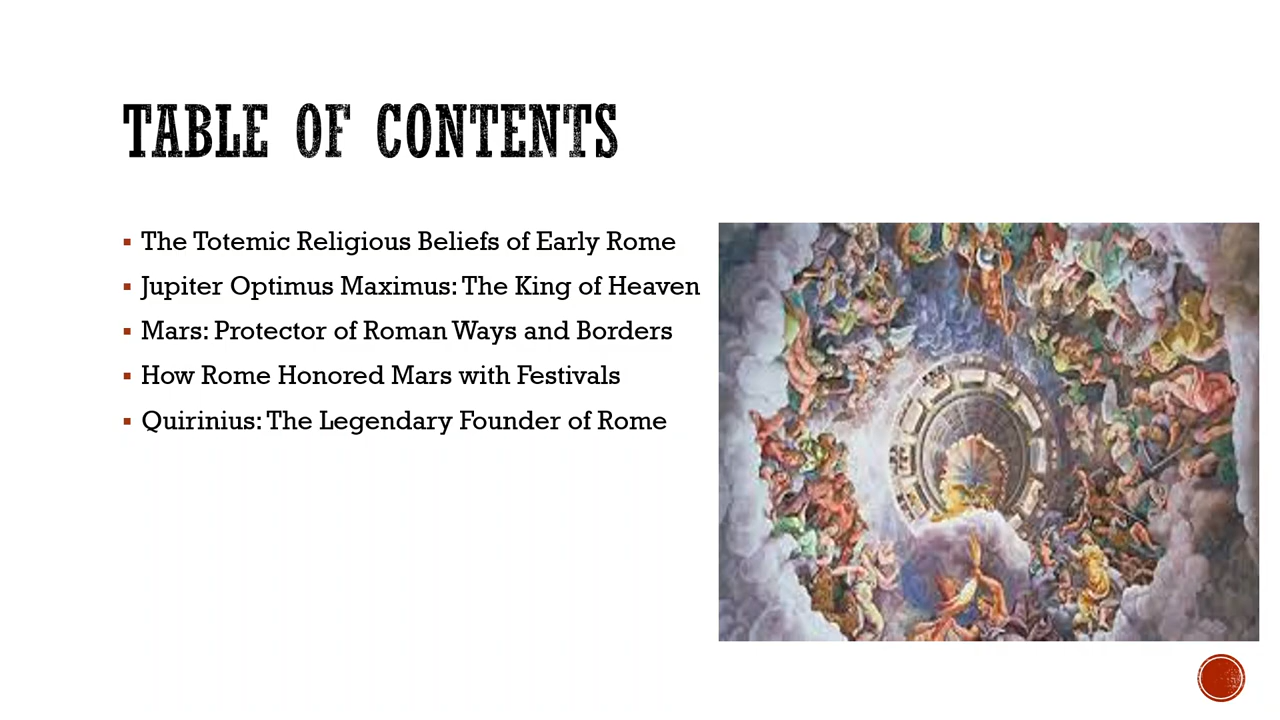 TABLE OF CONTENTS
The Totemic Religious Beliefs of Early Rome
Jupiter Optimus Maximus: The King of Heaven
Mars: Protector of Roman Ways and Borders
How Rome Honored Mars with Festivals
Quirinius: The Legendary Founder of Rome